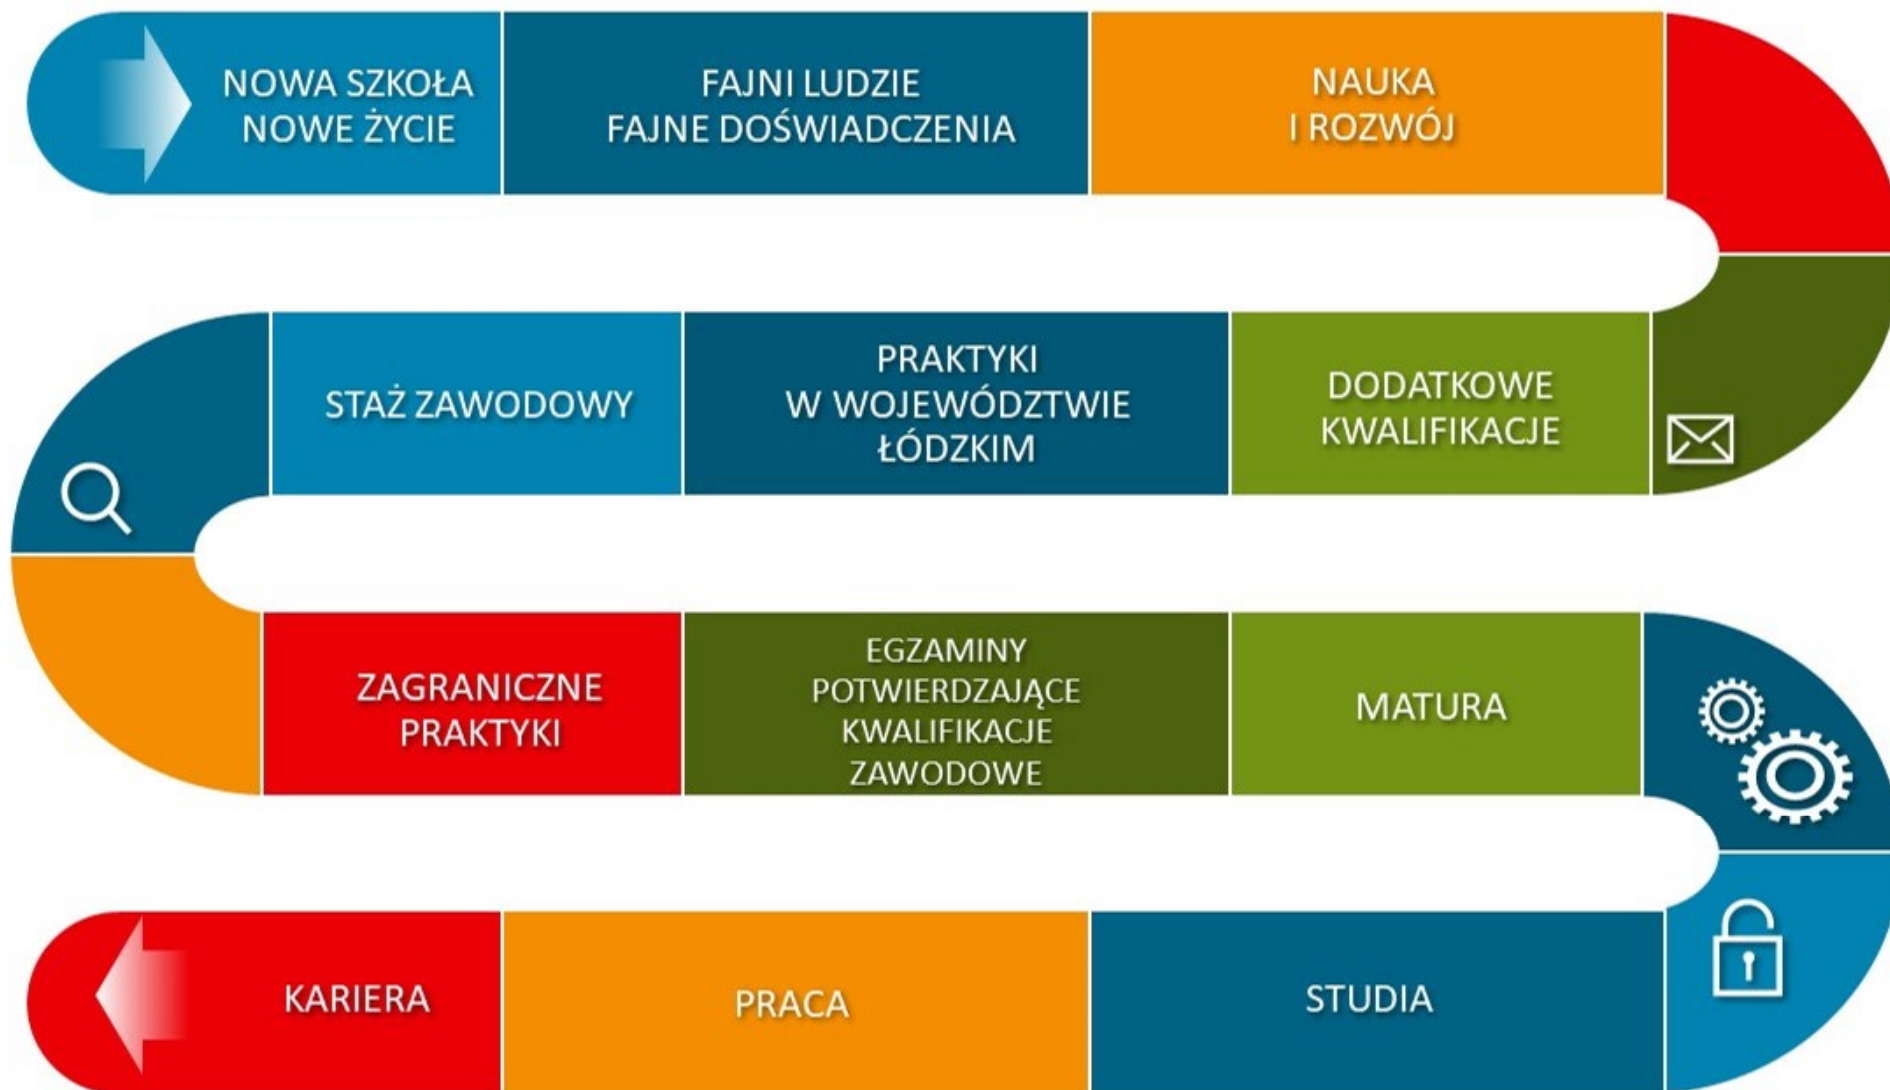 NOWA SZKOŁA
NOWE ŻYCIE
FAJNI LUDZIE
FAJNE DOŚWIADCZENIA
NAUKA
I ROZWÓJ
DODATKOWE
KWALIFIKACJE
PRAKTYKI
W WOJEWÓDZTWIE
ŁÓDZKIM
STAŻ ZAWODOWY
ZAGRANICZNE
PRAKTYKI
EGZAMINY
POTWIERDZAJĄCE
KWALIFIKACJE
ZAWODOWE
MATURA
STUDIA
PRACA
KARIERA